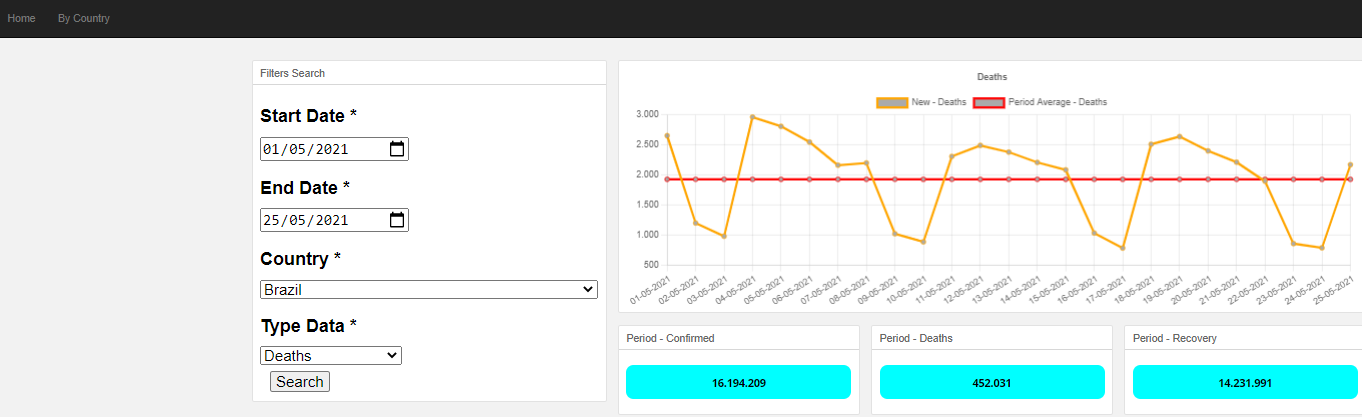 Home By Country
Filters Search
Start Date *
01/05/2021
End Date *
25/05/2021
Country *
Brazil
Type Data *
Deaths
Search
Deaths
New - Deaths Period Average - Deaths
3.000
2.500
2.000
1.500
1.000
500
01-05-2021 02-05-2021 03-05-2021 04-05-2021 05-05-2021 06-05-2021 07-05-2021 08-05-2021 09-05-2021 10-05-2021 11-05-2021 12-05-2021 13-05-2021 14-05-2021 15-05-2021 16-05-2021 17-05-2021 18-05-2021 19-05-2021 20-05-2021 21-05-2021 22-05-2021 23-05-2021 24-05-2021 25-05-2021
Period - Confirmed
16.194.209
Period - Deaths
452.031
Period - Recovery
14.231.991